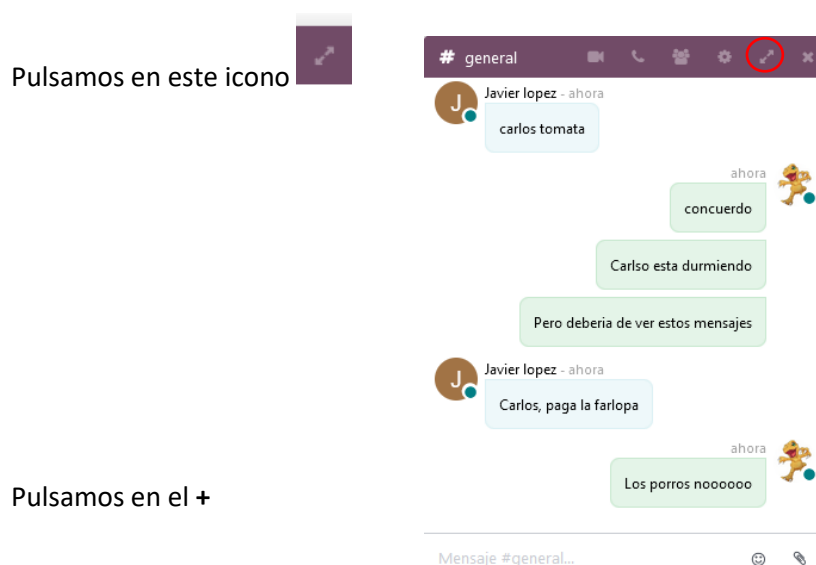 Pulsamos en este icono
# general
Javier lopez - ahora
J
carlos tomata
ahora
concuerdo
Carlso esta durmiendo
Pero deberia de ver estos mensajes
Javier lopez - ahora
J
Carlos, paga la farlopa
ahora
Los porros noooooo
Pulsamos en el +
Mensaje #general...